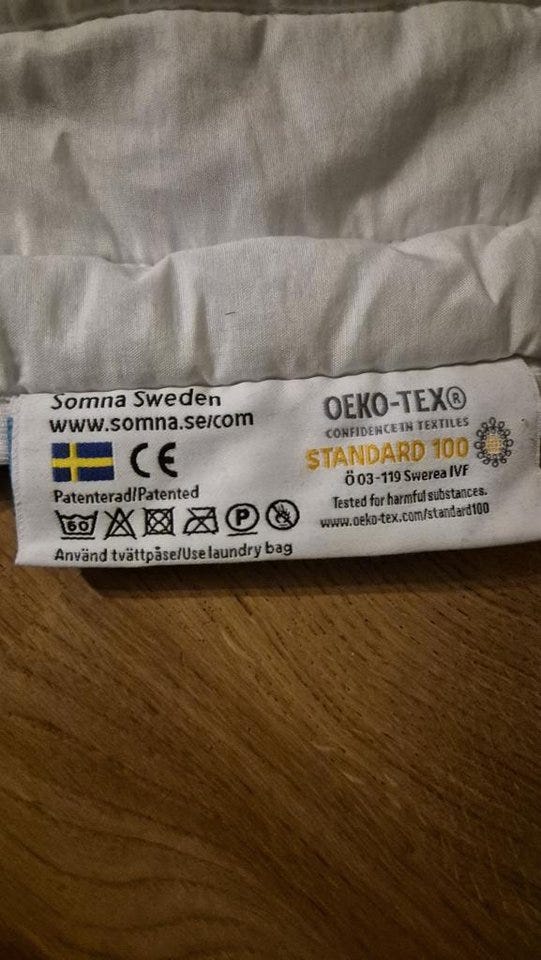 Somna Sweden
www.somna.se/com
CE
Patenterad/Patented
60 P
Använd tvättpåse/Use laundry bag
OEKO-TEX®
CONFIDENCE IN TEXTILES
STANDARD 100
Ö 03-119 Swerea IVF
Tested for harmful substances.
www.oeko-tex.com/standard100